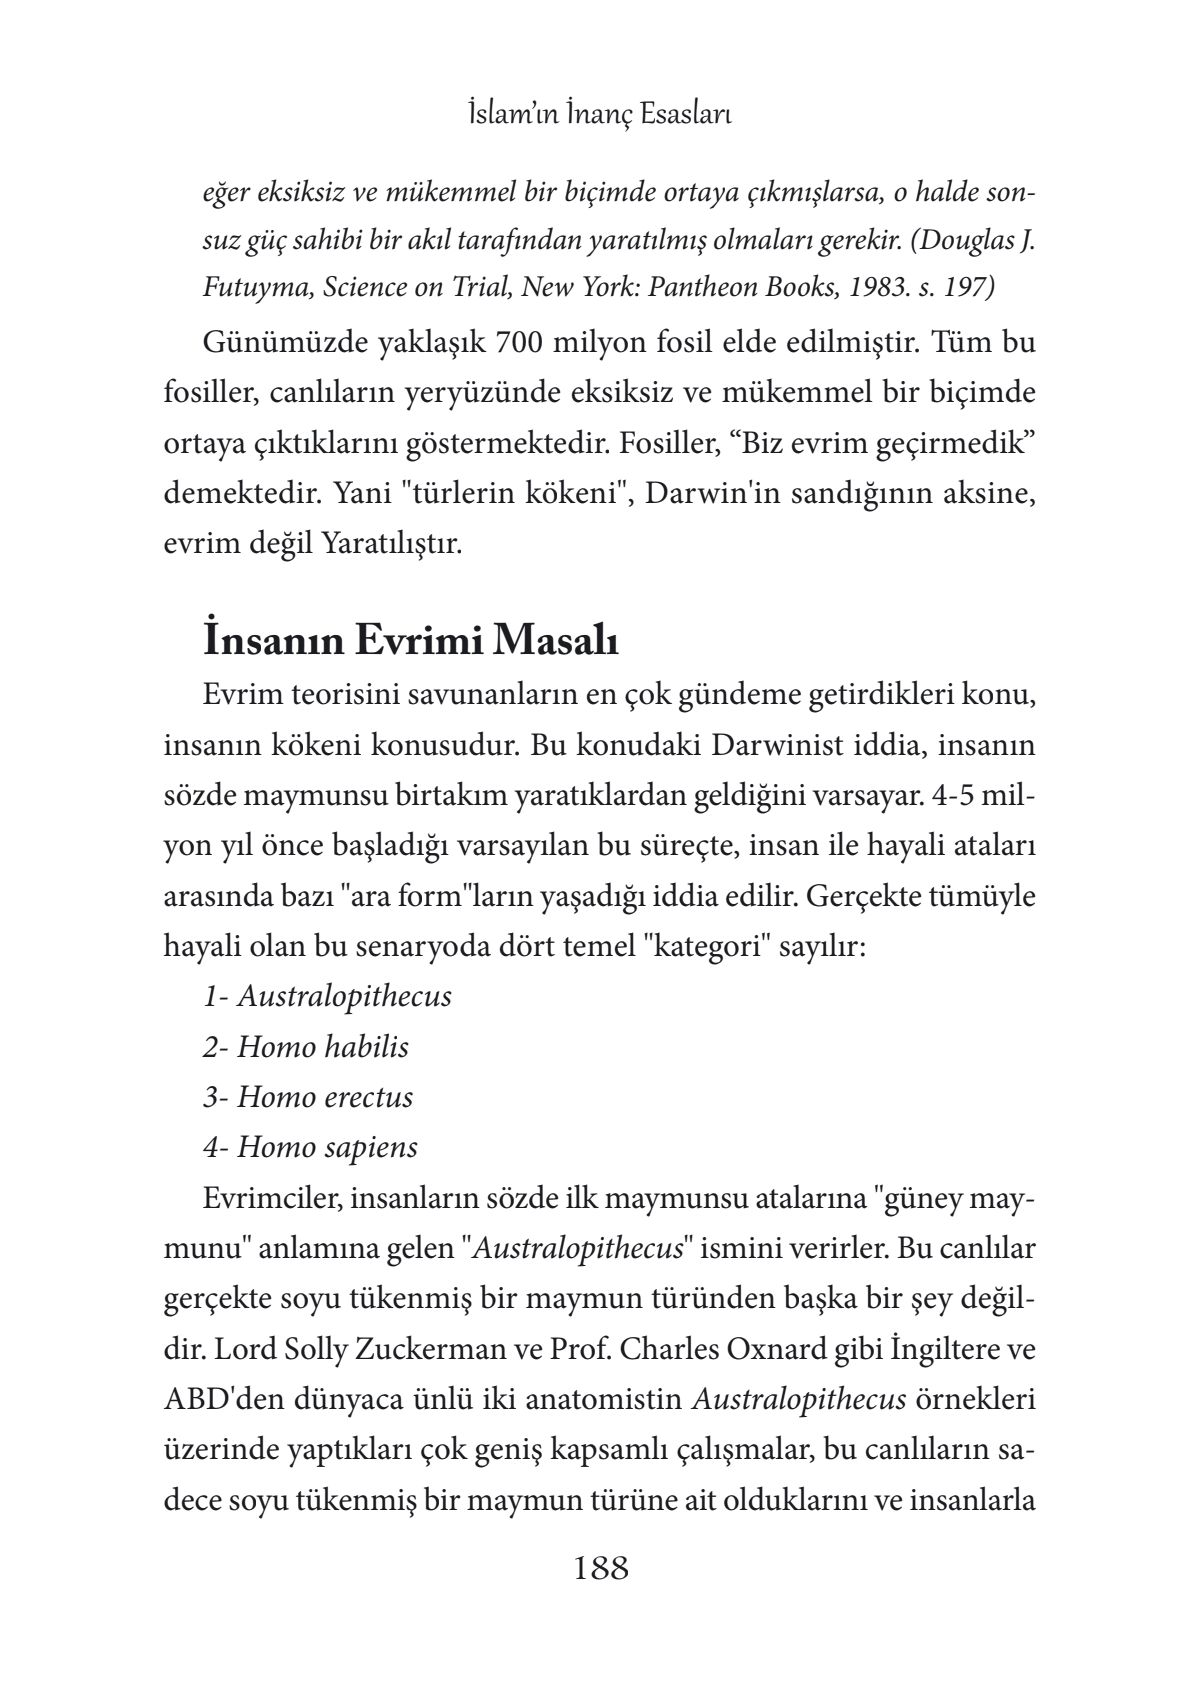 İslam’ın İnanç Esasları
eğer eksiksiz ve mükemmel bir biçimde ortaya çıkmışlarsa, o halde son-
suz güç sahibi bir akıl tarafından yaratılmış olmaları gerekir. (Douglas J.
Futuyma, Science on Trial, New York: Pantheon Books, 1983. s. 197)
Günümüzde yaklaşık 700 milyon fosil elde edilmiştir. Tüm bu
fosiller, canlıların yeryüzünde eksiksiz ve mükemmel bir biçimde
ortaya çıktıklarını göstermektedir. Fosiller, “Biz evrim geçirmedik”
demektedir. Yani "türlerin kökeni", Darwin'in sandığının aksine,
evrim değil Yaratılıştır.
İnsanın Evrimi Masalı
Evrim teorisini savunanların en çok gündeme getirdikleri konu,
insanın kökeni konusudur. Bu konudaki Darwinist iddia, insanın
sözde maymunsu birtakım yaratıklardan geldiğini varsayar. 4-5 mil-
yon yıl önce başladığı varsayılan bu süreçte, insan ile hayali ataları
arasında bazı "ara form"ların yaşadığı iddia edilir. Gerçekte tümüyle
hayali olan bu senaryoda dört temel "kategori" sayılır:
1- Australopithecus
2- Homo habilis
3- Homo erectus
4- Homo sapiens
Evrimciler, insanların sözde ilk maymunsu atalarına "güney may-
munu" anlamına gelen "Australopithecus" ismini verirler. Bu canlılar
gerçekte soyu tükenmiş bir maymun türünden başka bir şey değil-
dir. Lord Solly Zuckerman ve Prof. Charles Oxnard gibi İngiltere ve
ABD'den dünyaca ünlü iki anatomistin Australopithecus örnekleri
üzerinde yaptıkları çok geniş kapsamlı çalışmalar, bu canlıların sa-
dece soyu tükenmiş bir maymun türüne ait olduklarını ve insanlarla
188